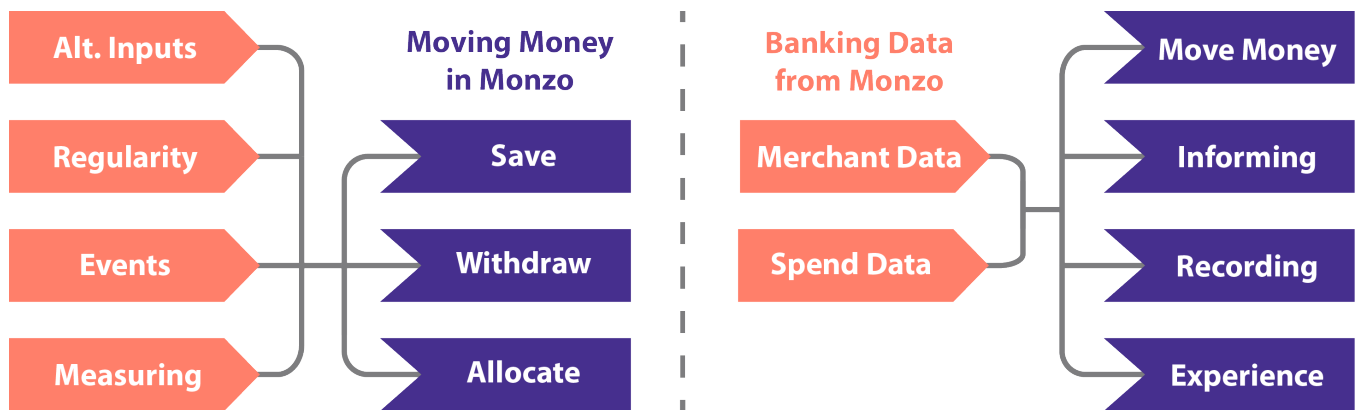 Alt. Inputs
Regularity
Events
Measuring
Moving Money
in Monzo
Save
Withdraw
Allocate
Banking Data
from Monzo
Merchant Data
Spend Data
Move Money
Informing
Recording
Experience